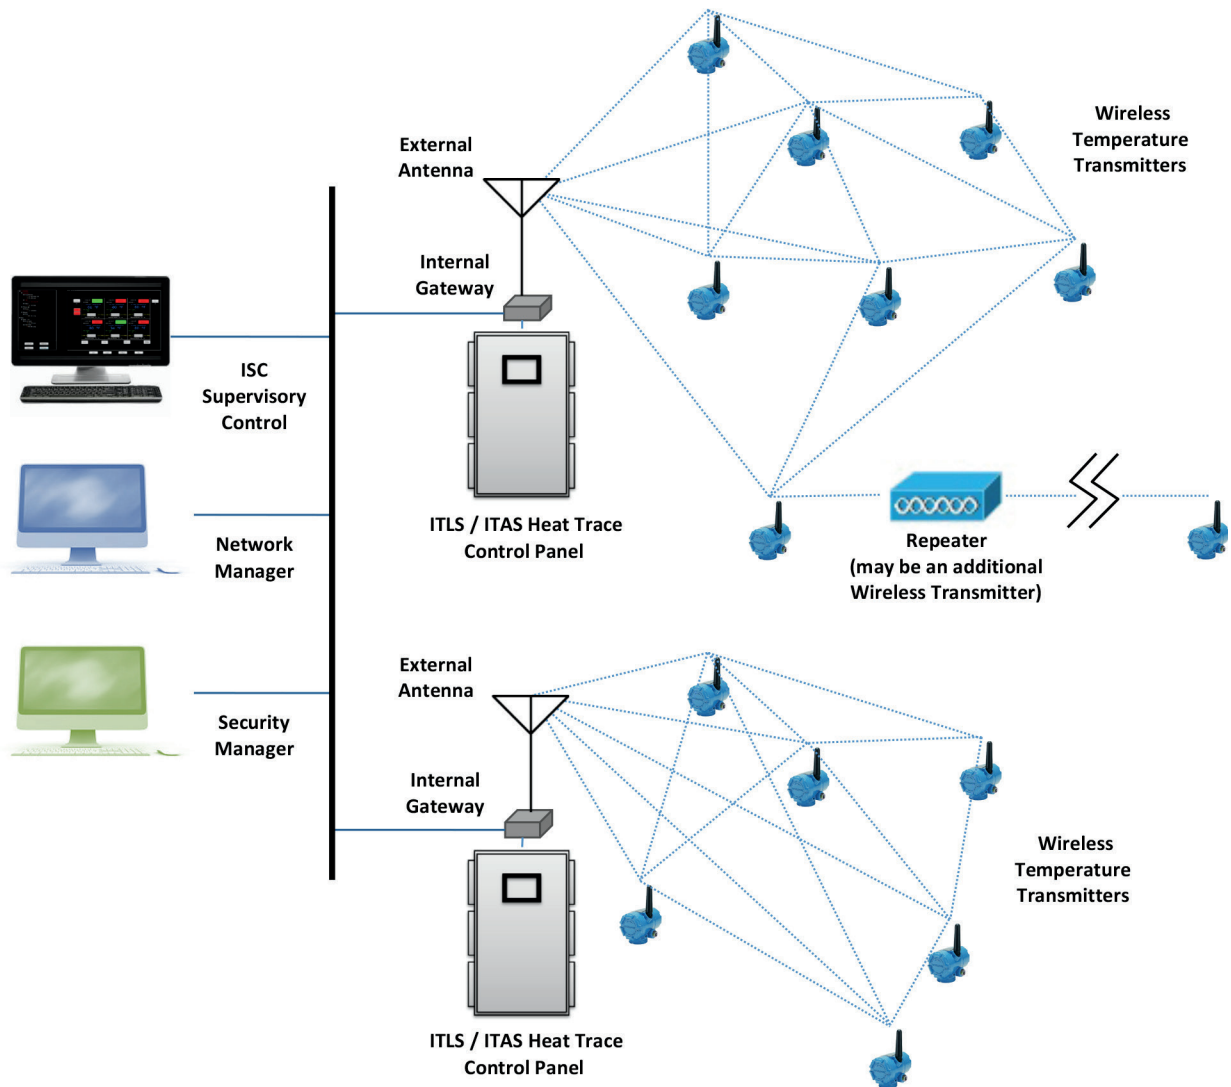 External
Antenna
Wireless
Temperature
Transmitters
Internal
Gateway
ISC
Supervisory
Control
ITLS / ITAS Heat Trace
Control Panel
Network
Manager
Repeater
(may be an additional
Wireless Transmitter)
External
Antenna
Security
Manager
Internal
Gateway
Wireless
Temperature
Transmitters
ITLS / ITAS Heat Trace
Control Panel